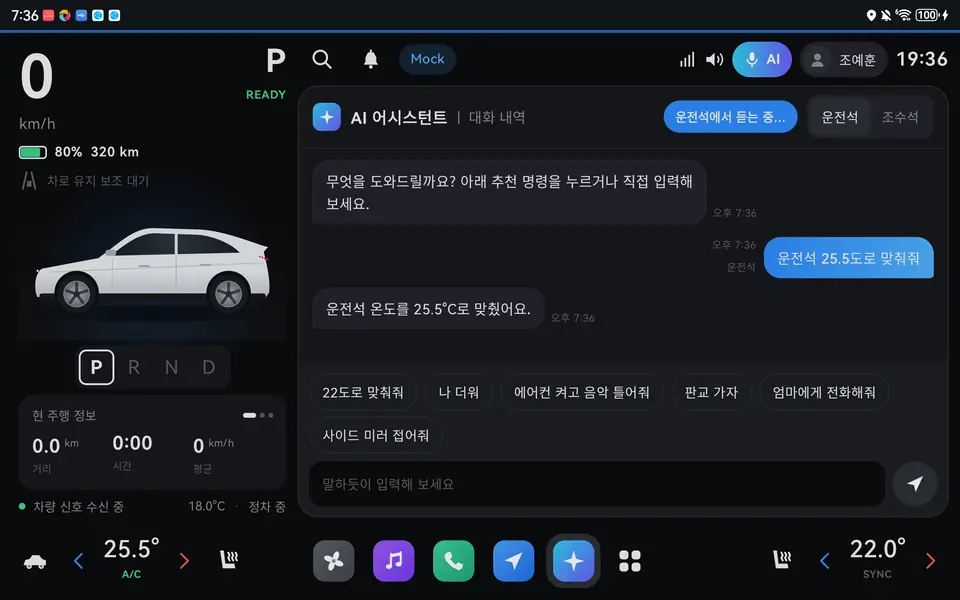 7:36
100
0
km/h
P
READY
80% 320 km
차로 유지 보조 대기
P R N D
현 주행 정보
0.0 km
거리
0:00
시간
0 km/h
평균
차량 신호 수신 중
18.0°C · 정차 중
Mock
AI
조예훈
19:36
AI 어시스턴트 | 대화 내역
운전석에서 듣는 중...
운전석
조수석
무엇을 도와드릴까요? 아래 추천 명령을 누르거나 직접 입력해
보세요.
오후 7:36
오후 7:36
운전석
운전석 25.5도로 맞춰줘
운전석 온도를 25.5°C로 맞췄어요.
오후 7:36
22도로 맞춰줘
나 더워
에어컨 켜고 음악 틀어줘
판교 가자
엄마에게 전화해줘
사이드 미러 접어줘
말하듯이 입력해 보세요
25.5°
A/C
22.0°
SYNC